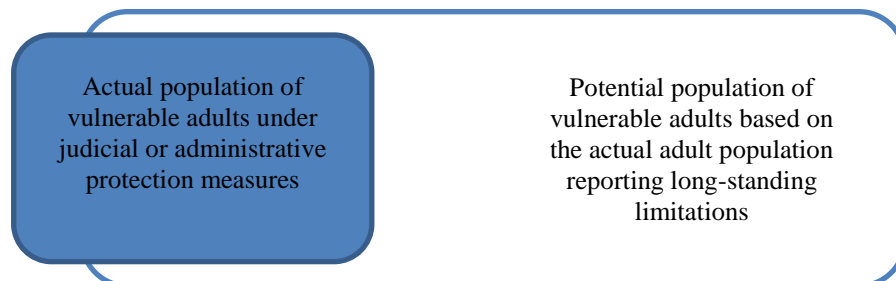 Actual population of
vulnerable adults under
judicial or administrative
protection measures
Potential population of
vulnerable adults based on
the actual adult population
reporting long-standing
limitations